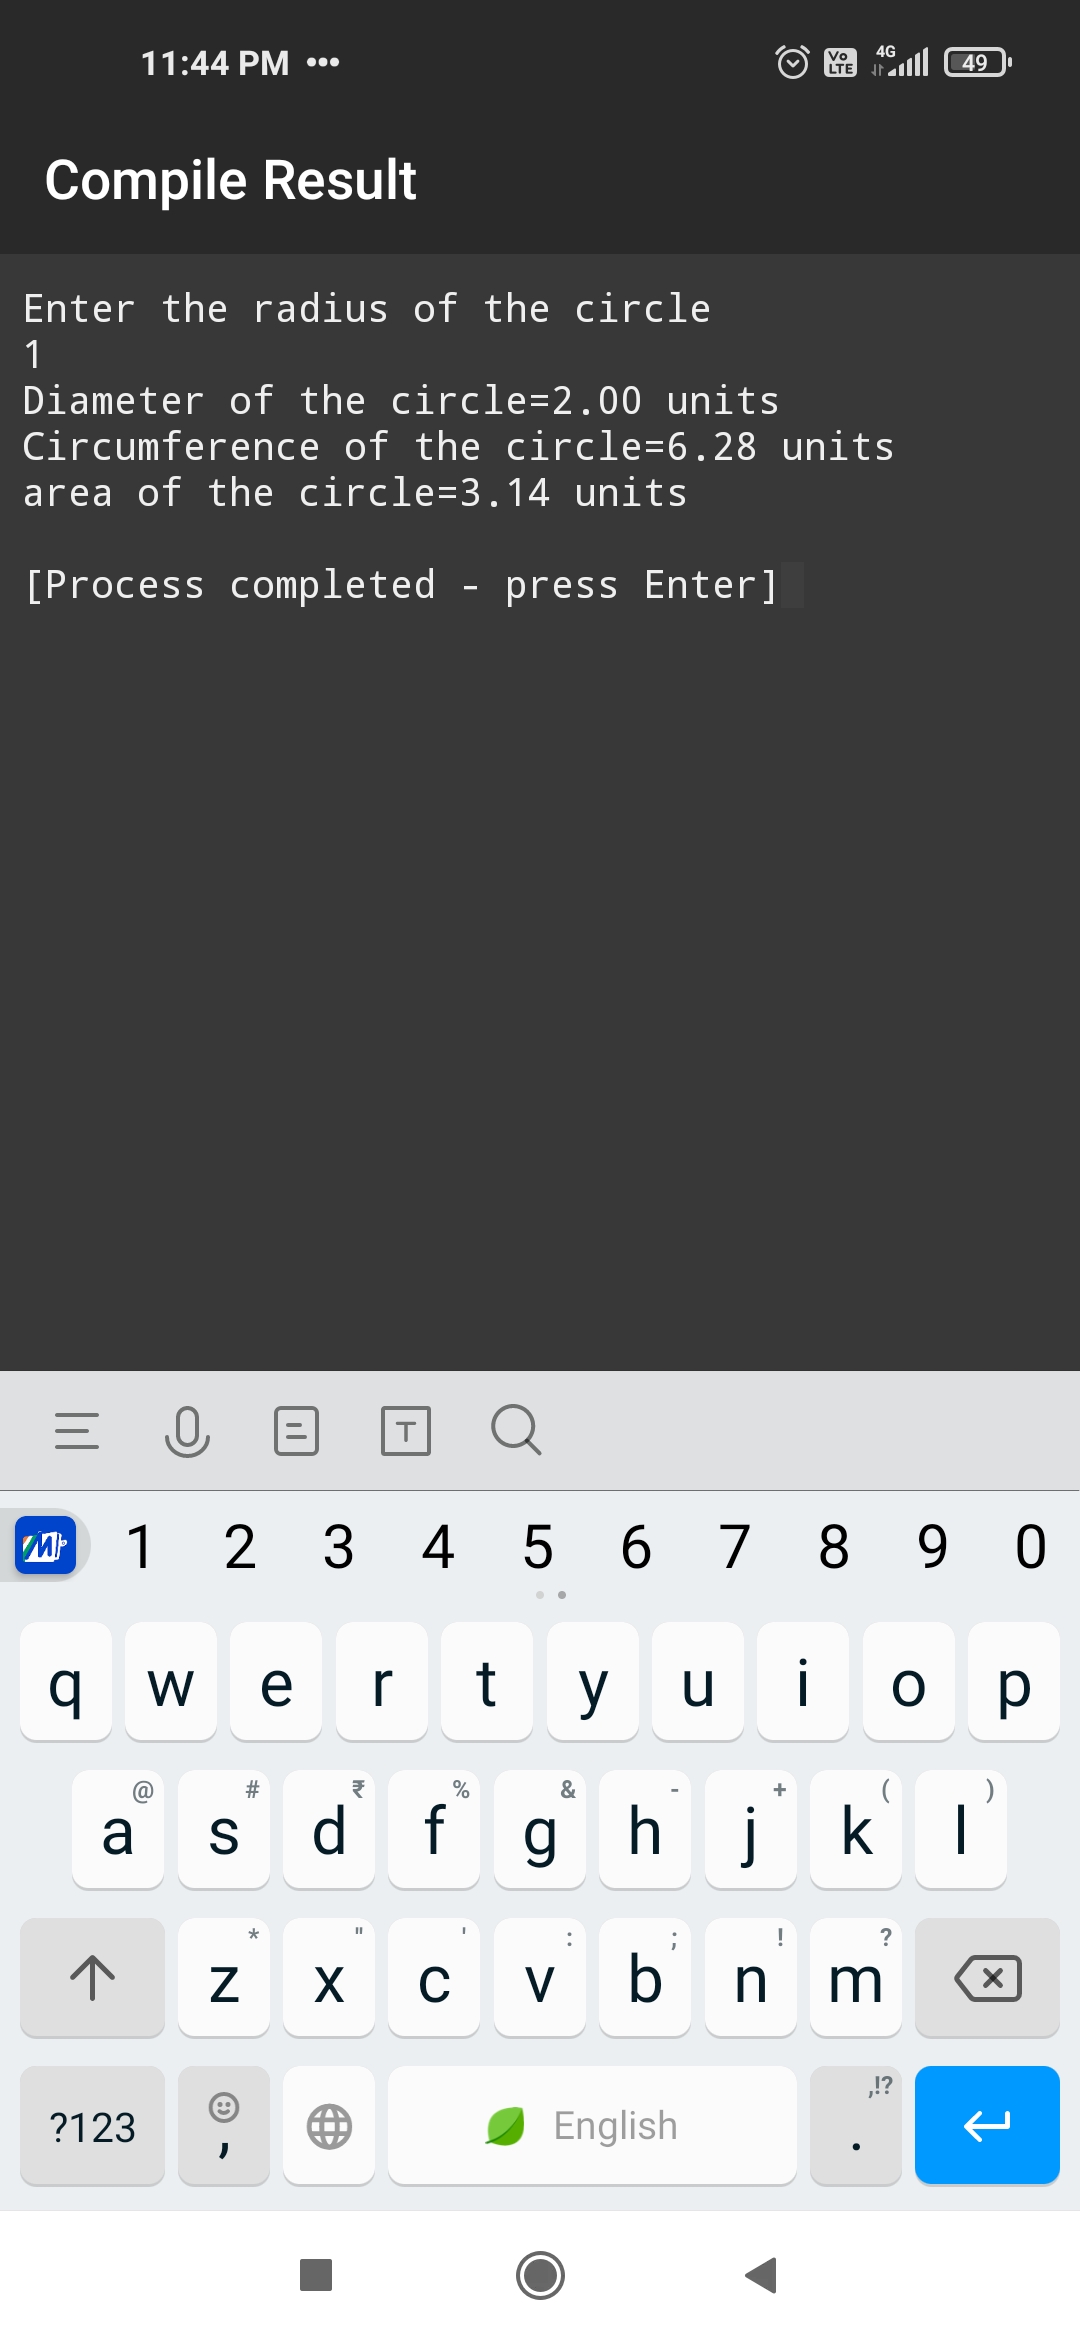 11:44 PM •••
Vo LTE 4G 49
Compile Result
Enter the radius of the circle
1
Diameter of the circle=2.00 units
Circumference of the circle=6.28 units
area of the circle=3.14 units
[Process completed - press Enter]
T
1 2 3 4 5 6 7 8 9 0
q w e r t y u i o p
@ # ₹ % & - + ( )
a s d f g h j k l
* " ' : ; ! ?
z x c v b n m
,!?
?123 , English .